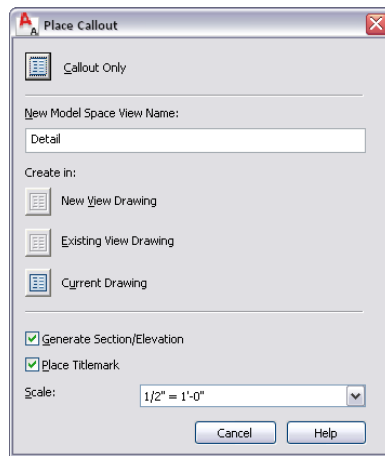 Place Callout
Callout Only
New Model Space View Name:
Detail
Create in:
New View Drawing
Existing View Drawing
Current Drawing
Generate Section/Elevation
Place Titlemark
Scale: 1/2" = 1'-0"
Cancel Help